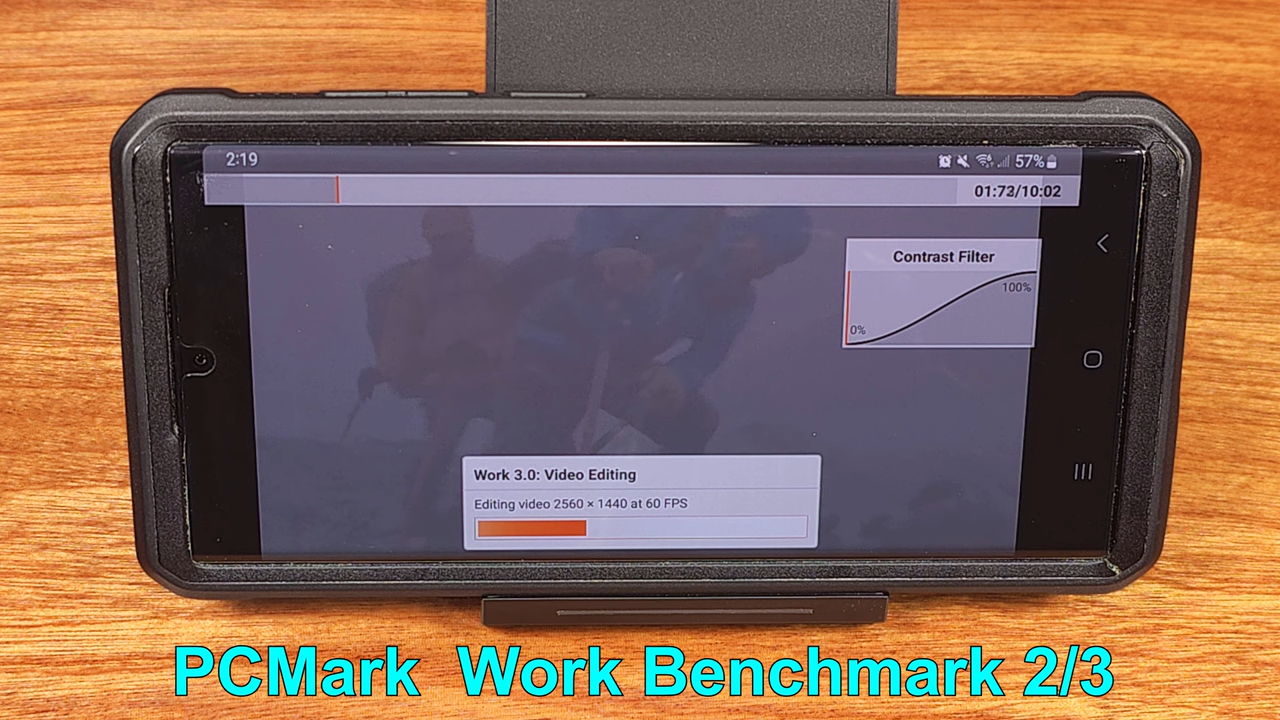 2:19
57%
01:73/10:02
Contrast Filter
100%
0%
Work 3.0: Video Editing
Editing video 2560 × 1440 at 60 FPS
PCMark Work Benchmark 2/3